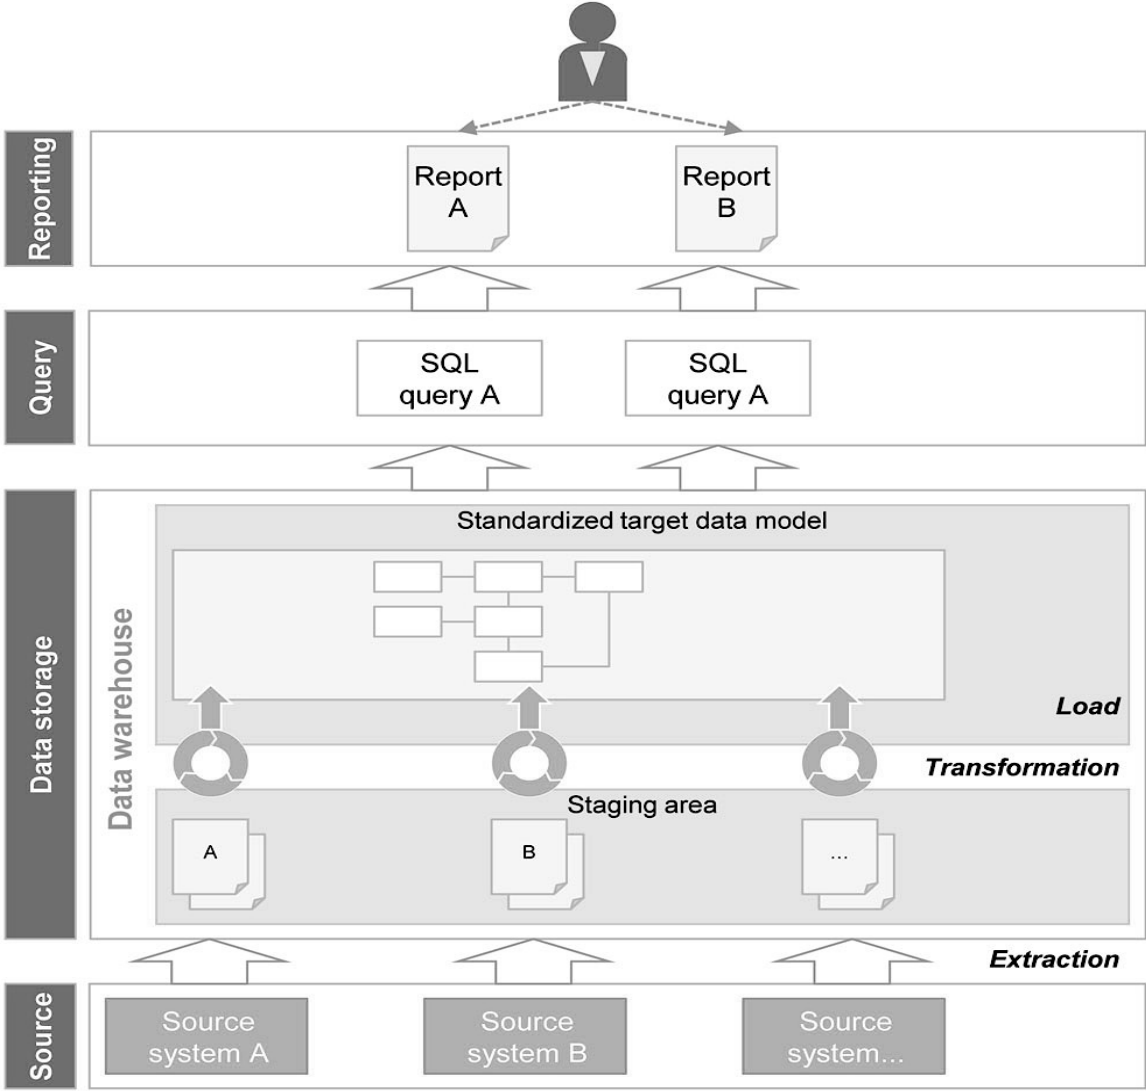 Reporting
Report
A
Report
B
Query
SQL
query A
SQL
query A
Data storage
Data warehouse
Standardized target data model
Load
Transformation
Staging area
A
B
...
Extraction
Source
Source
system A
Source
system B
Source
system...